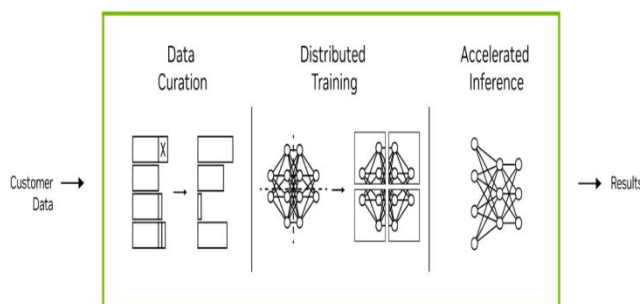 Data
Curation
Distributed
Training
Accelerated
Inference
X
Customer
Data
Results